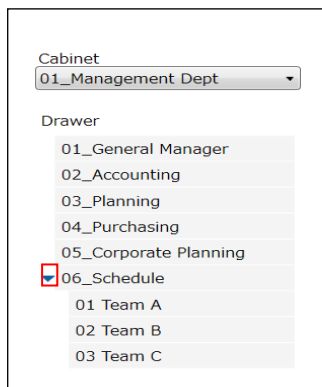 Cabinet
01_Management Dept
Drawer
01_General Manager
02_Accounting
03_Planning
04_Purchasing
05_Corporate Planning
06_Schedule
01 Team A
02 Team B
03 Team C